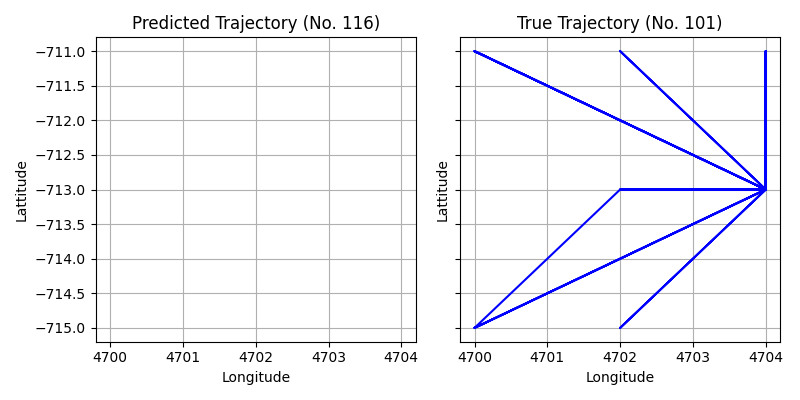 Predicted Trajectory (No. 116)
True Trajectory (No. 101)
−711.0
−711.5
−712.0
−712.5
−713.0
−713.5
−714.0
−714.5
−715.0
Lattitude
Lattitude
4700 4701 4702 4703 4704
4700 4701 4702 4703 4704
Longitude
Longitude